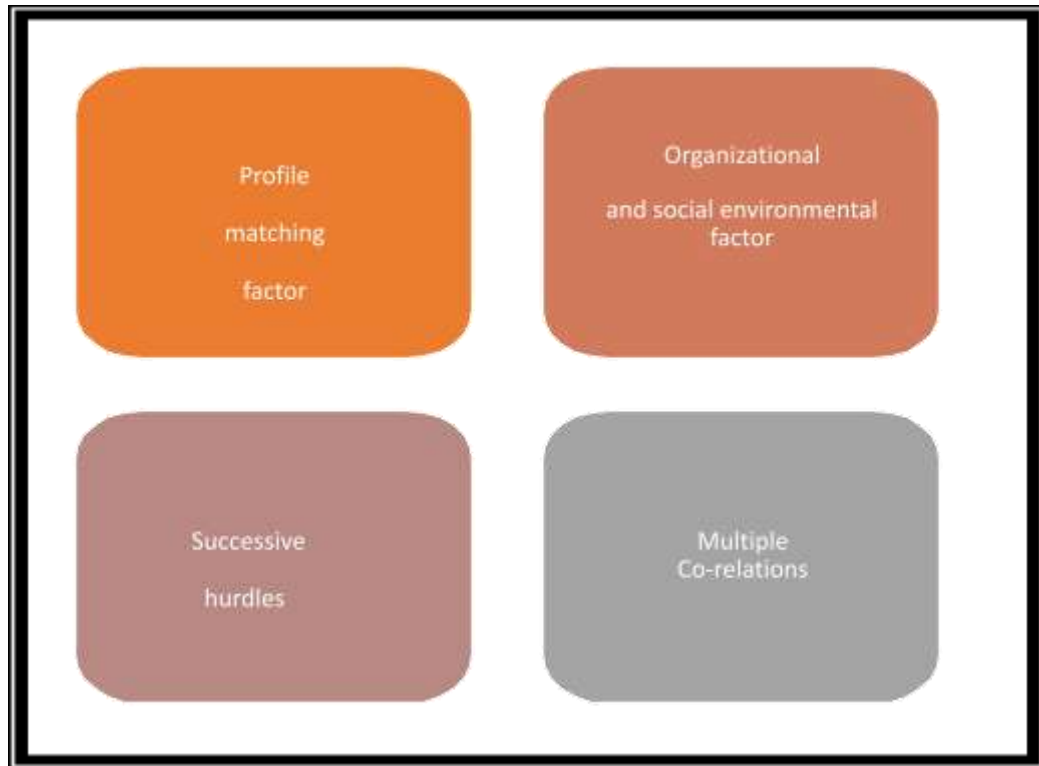 Profile
matching
factor
Organizational
and social environmental
factor
Successive
hurdles
Multiple
Co-relations